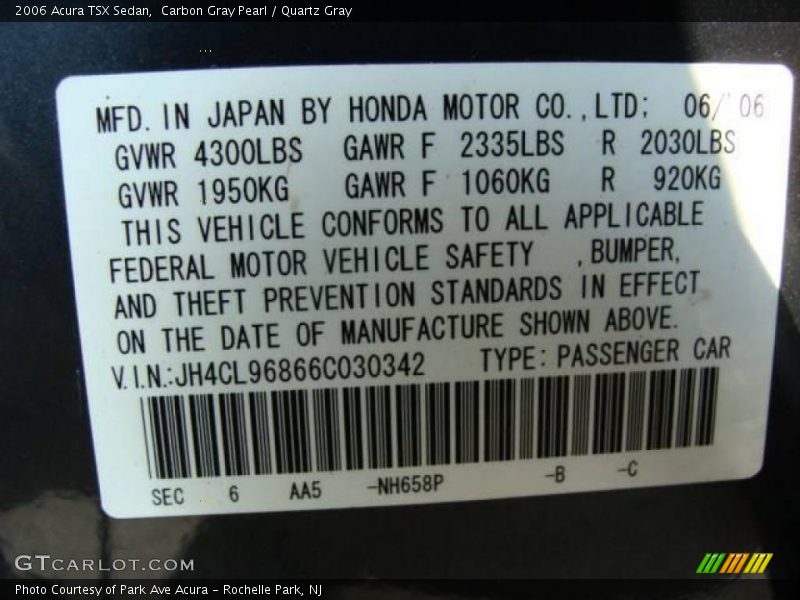 2006 Acura TSX Sedan,  Carbon Gray Pearl / Quartz Gray
MFD. IN JAPAN BY HONDA MOTOR CO.,LTD; 06/'06
GVWR 4300LBS GAWR F 2335LBS R 2030LBS
GVWR 1950KG GAWR F 1060KG R 920KG
THIS VEHICLE CONFORMS TO ALL APPLICABLE
FEDERAL MOTOR VEHICLE SAFETY ,BUMPER,
AND THEFT PREVENTION STANDARDS IN EFFECT
ON THE DATE OF MANUFACTURE SHOWN ABOVE.
V.I.N.:JH4CL96866C030342 TYPE: PASSENGER CAR
SEC 6 AA5 -NH658P -B -C
GTCARLOT.COM
Photo Courtesy of Park Ave Acura – Rochelle Park, NJ